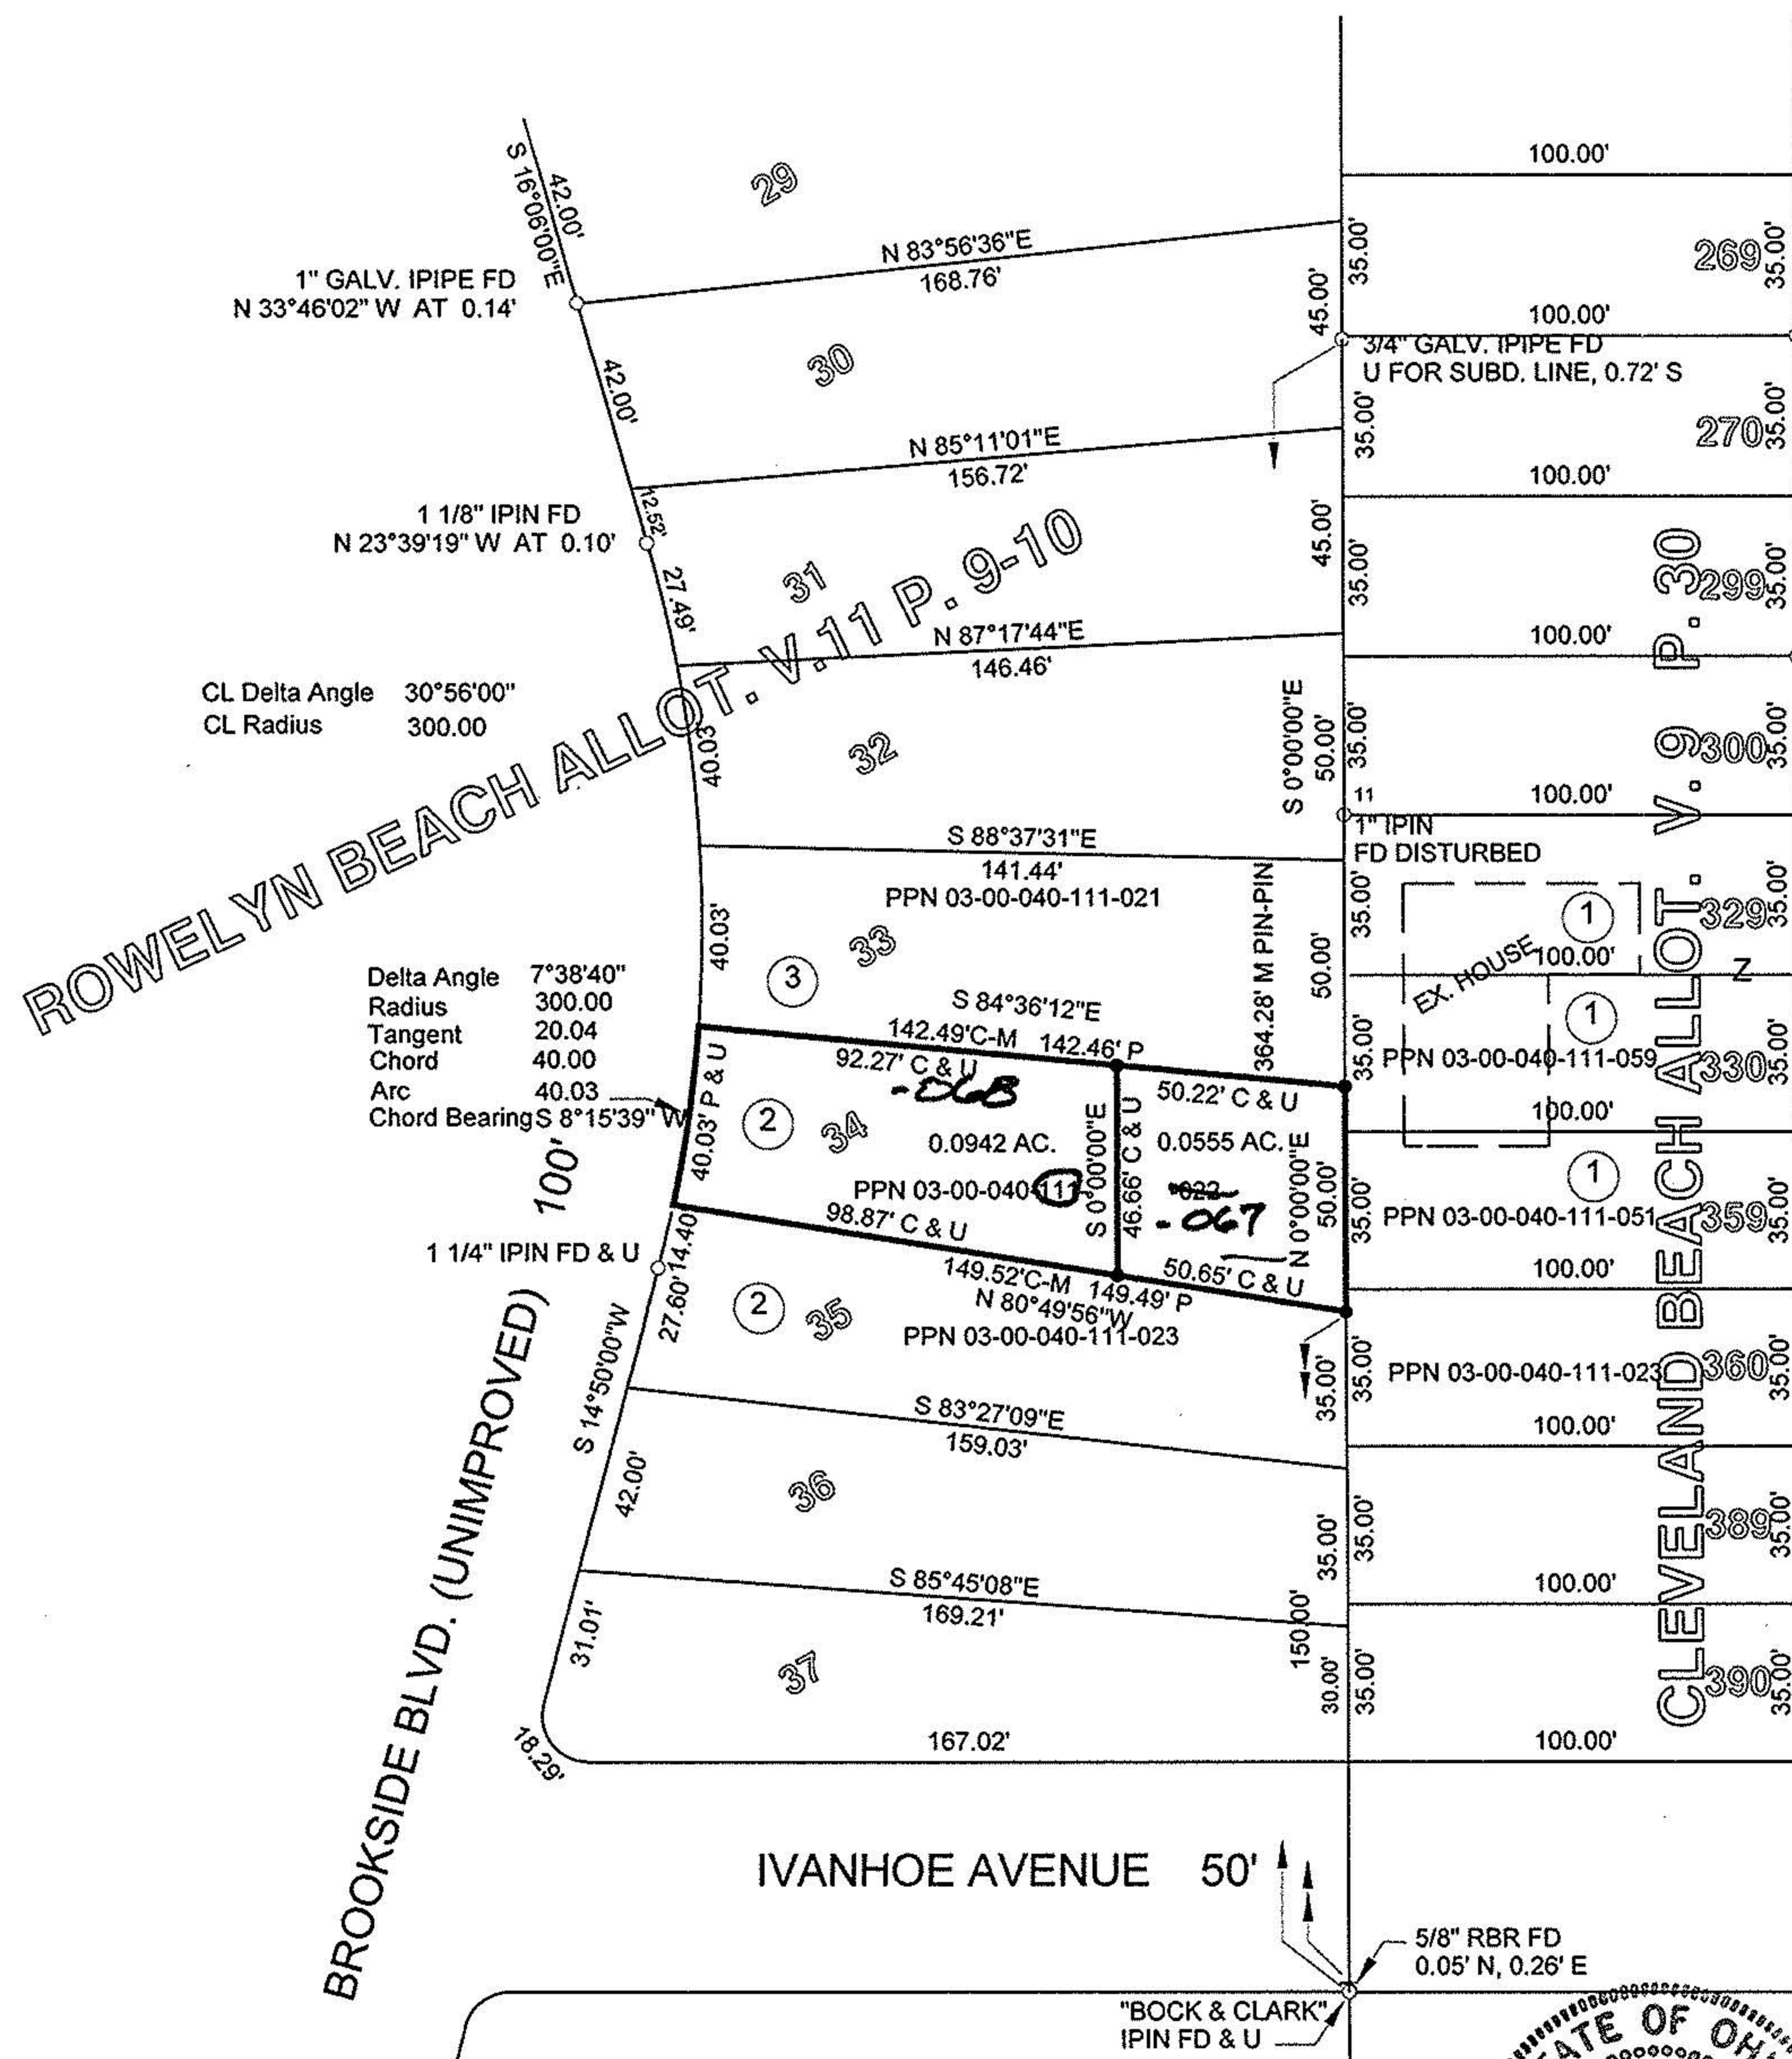 100.00'
29
42.00'
S 16°06'00"E
N 83°56'36"E
168.76'
35.00'
269
35.00'
1" GALV. IPIPE FD
N 33°46'02" W AT 0.14'
45.00'
100.00'
3/4" GALV. IPIPE FD
U FOR SUBD. LINE, 0.72' S
30
42.00'
N 85°11'01"E
156.72'
35.00'
270
35.00'
100.00'
1 1/8" IPIN FD
N 23°39'19" W AT 0.10'
12.52'
27.49'
31
45.00'
35.00'
299
35.00'
N 87°17'44"E
146.46'
100.00'
ROWELYN BEACH ALLOT. V.11 P. 9-10
CL Delta Angle 30°56'00"
CL Radius 300.00
40.03'
32
S 0°00'00"E
50.00'
35.00'
300
35.00'
11
100.00'
1" IPIN
FD DISTURBED
S 88°37'31"E
141.44'
PPN 03-00-040-111-021
364.28' M PIN-PIN
40.03'
33
3
50.00'
35.00'
1
329
35.00'
100.00'
Z
EX. HOUSE
Delta Angle 7°38'40"
Radius 300.00
Tangent 20.04
Chord 40.00
Arc 40.03
Chord Bearing S 8°15'39" W
S 84°36'12"E
142.49'C-M 142.46' P
92.27' C & U
-068
50.22' C & U
35.00'
1
PPN 03-00-040-111-059
330
35.00'
100.00'
40.03' P & U
2
34
0.0942 AC.
S 0°00'00"E
46.66' C & U
0.0555 AC.
PPN 03-00-040-111
-022
-067
N 0°00'00"E
50.00'
35.00'
1
PPN 03-00-040-111-051
359
35.00'
98.87' C & U
149.52'C-M 149.49' P
N 80°49'56"W
50.65' C & U
100.00'
100'
1 1/4" IPIN FD & U
14.40'
27.60'
2
35
PPN 03-00-040-111-023
35.00'
35.00'
PPN 03-00-040-111-023
360
35.00'
S 14°50'00"W
S 83°27'09"E
159.03'
100.00'
42.00'
36
35.00'
35.00'
389
35.00'
S 85°45'08"E
169.21'
100.00'
31.01'
37
150.00'
30.00'
35.00'
390
35.00'
18.29'
167.02'
100.00'
CLEVELAND BEACH ALLOT. V. 9 P. 30
BROOKSIDE BLVD. (UNIMPROVED)
IVANHOE AVENUE 50'
5/8" RBR FD
0.05' N, 0.26' E
"BOCK & CLARK"
IPIN FD & U
ATE OF OH